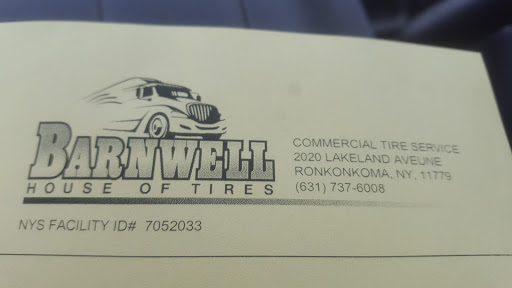 BARNWELL
HOUSE OF TIRES
COMMERCIAL TIRE SERVICE
2020 LAKELAND AVEUNE
RONKONKOMA, NY, 11779
(631) 737-6008
NYS FACILITY ID# 7052033